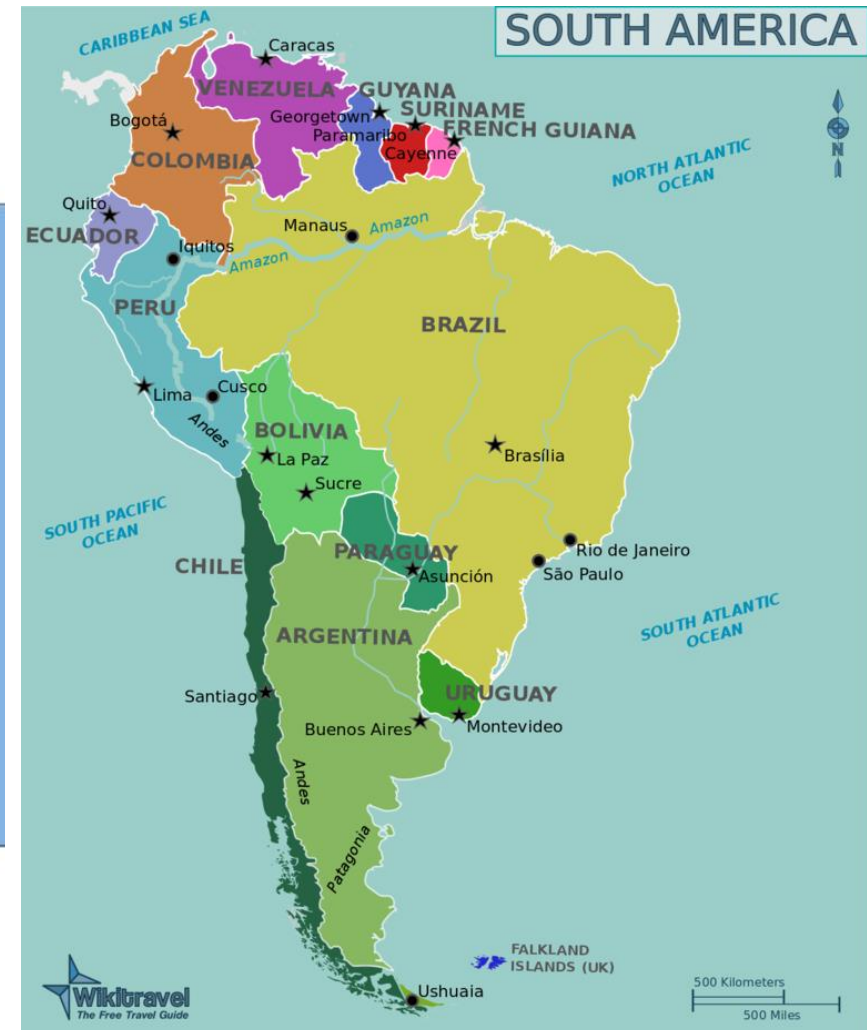 SOUTH AMERICA
CARIBBEAN SEA
Caracas
VENEZUELA
GUYANA
Georgetown
SURINAME
Bogotá
Paramaribo
FRENCH GUIANA
COLOMBIA
Cayenne
NORTH ATLANTIC
OCEAN
N
Quito
ECUADOR
Manaus
Amazon
Iquitos
Amazon
PERU
BRAZIL
Lima
Cusco
Andes
BOLIVIA
La Paz
Brasília
Sucre
SOUTH PACIFIC
OCEAN
PARAGUAY
Rio de Janeiro
CHILE
Asunción
São Paulo
SOUTH ATLANTIC
OCEAN
ARGENTINA
Santiago
URUGUAY
Buenos Aires
Montevideo
Andes
Patagonia
FALKLAND
ISLANDS (UK)
Ushuaia
Wikitravel
The Free Travel Guide
500 Kilometers
500 Miles